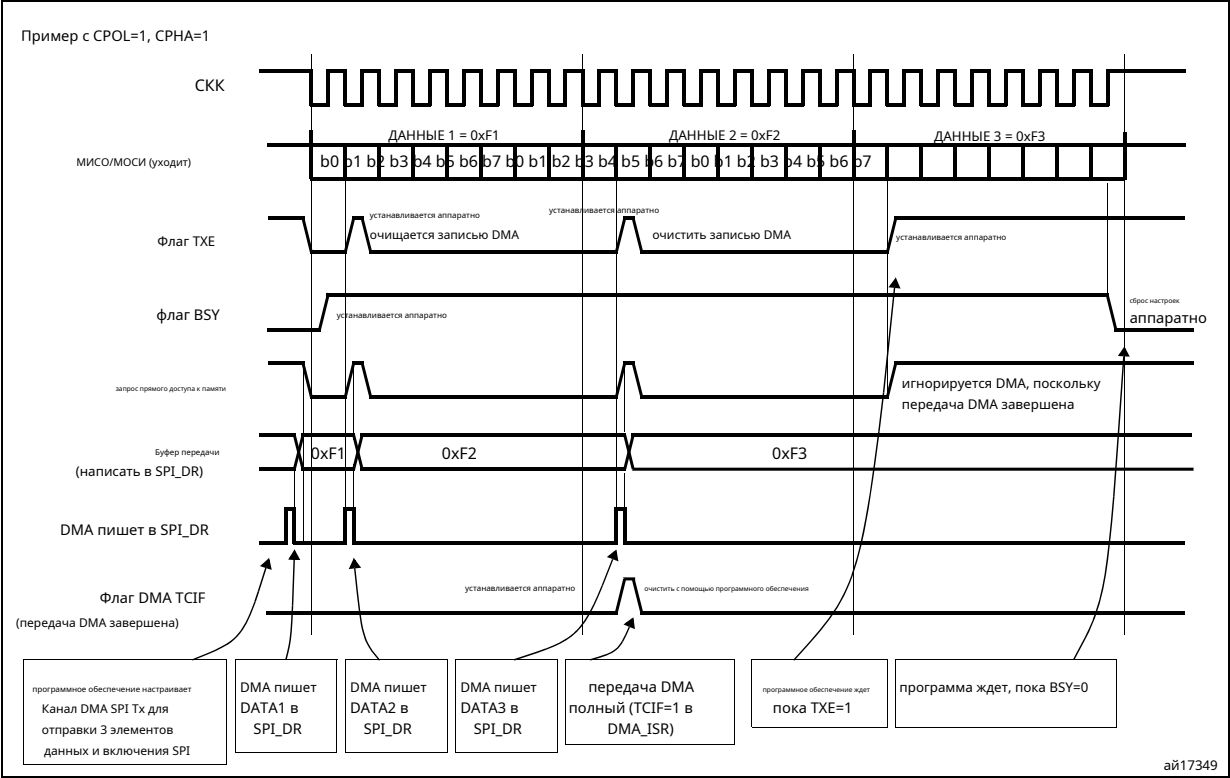 Пример с CPOL=1, CPHA=1
СКК
ДАННЫЕ 1 = 0xF1
ДАННЫЕ 2 = 0xF2
ДАННЫЕ 3 = 0xF3
МИСО/МОСИ (уходит)
b0 b1 b2 b3 b4 b5 b6 b7 b0 b1 b2 b3 b4 b5 b6 b7 b0 b1 b2 b3 b4 b5 b6 b7
Флаг TXE
устанавливается аппаратно
очищается записью DMA
устанавливается аппаратно
очистить записью DMA
устанавливается аппаратно
флаг BSY
устанавливается аппаратно
сброс настроек
аппаратно
запрос прямого доступа к памяти
игнорируется DMA, поскольку
передача DMA завершена
Буфер передачи
(написать в SPI_DR)
0xF1
0xF2
0xF3
DMA пишет в SPI_DR
Флаг DMA TCIF
(передача DMA завершена)
устанавливается аппаратно
очистить с помощью программного обеспечения
программное обеспечение настраивает
Канал DMA SPI Tx для
отправки 3 элементов
данных и включения SPI
DMA пишет
DATA1 в
SPI_DR
DMA пишет
DATA2 в
SPI_DR
DMA пишет
DATA3 в
SPI_DR
передача DMA
полный (TCIF=1 в
DMA_ISR)
программное обеспечение ждет
пока TXE=1
программа ждет, пока BSY=0
ай17349